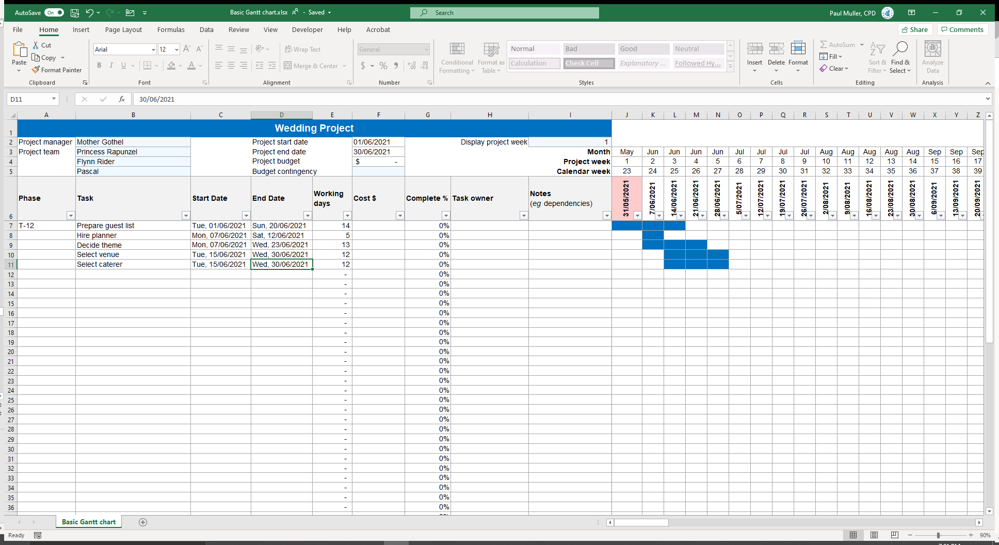 AutoSave On Basic Gantt chart.xlsx - Saved Search Paul Muller, CPD
File Home Insert Page Layout Formulas Data Review View Developer Help Acrobat Share Comments
Paste Cut Copy Format Painter
Arial 12 B I U
Wrap Text Merge & Center
General $ % 9
Conditional Formatting Format as Table
Normal Bad Good Neutral
Calculation Check Cell Explanatory ... Followed Hy...
Insert Delete Format
AutoSum Fill Clear Sort & Filter Find & Select
Analyze Data
Clipboard Font Alignment Number Styles Cells Editing Analysis
D11 fx 30/06/2021
A B C D E F G H I J K L M N O P Q R S T U V W X Y Z
1 Wedding Project
2 Project manager Mother Gothel Project start date 01/06/2021 Display project week 1
3 Project team Princess Rapunzel Project end date 30/06/2021 Month May Jun Jun Jun Jun Jul Jul Jul Jul Aug Aug Aug Aug Aug Sep Sep Sep
4 Flynn Rider Project budget $ - Project week 1 2 3 4 5 6 7 8 9 10 11 12 13 14 15 16 17
5 Pascal Budget contingency Calendar week 23 24 25 26 27 28 29 30 31 32 33 34 35 36 37 38 39
6 Phase Task Start Date End Date Working days Cost $ Complete % Task owner Notes (eg dependencies) 31/05/2021 7/06/2021 14/06/2021 21/06/2021 28/06/2021 5/07/2021 12/07/2021 19/07/2021 26/07/2021 2/08/2021 9/08/2021 16/08/2021 23/08/2021 30/08/2021 6/09/2021 13/09/2021 20/09/2021
7 T-12 Prepare guest list Tue, 01/06/2021 Sun, 20/06/2021 14 0%
8 Hire planner Mon, 07/06/2021 Sat, 12/06/2021 5 0%
9 Decide theme Mon, 07/06/2021 Wed, 23/06/2021 13 0%
10 Select venue Tue, 15/06/2021 Wed, 30/06/2021 12 0%
11 Select caterer Tue, 15/06/2021 Wed, 30/06/2021 12 0%
12 - 0%
13 - 0%
14 - 0%
15 - 0%
16 - 0%
17 - 0%
18 - 0%
19 - 0%
20 - 0%
21 - 0%
22 - 0%
23 - 0%
24 - 0%
25 - 0%
26 - 0%
27 - 0%
28 - 0%
29 - 0%
30 - 0%
31 - 0%
32 - 0%
33 - 0%
34 - 0%
35 - 0%
36 - 0%
Basic Gantt chart
Ready 90%